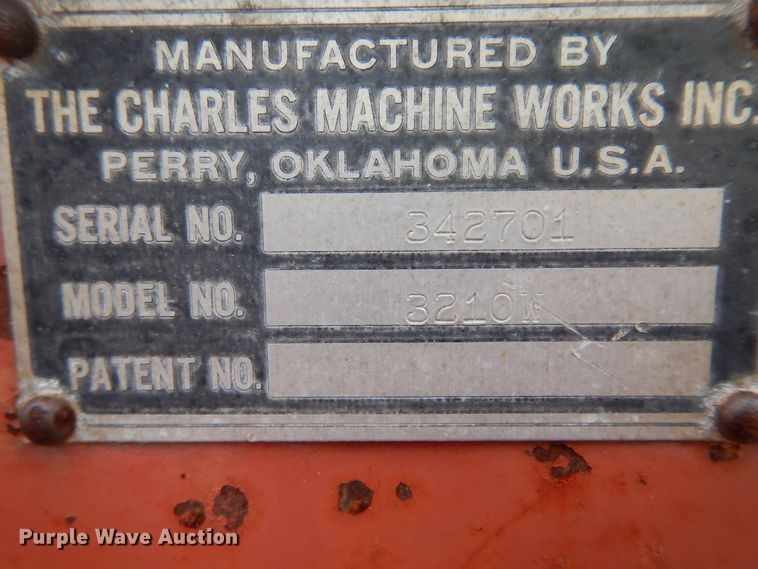 MANUFACTURED BY
THE CHARLES MACHINE WORKS INC.
PERRY, OKLAHOMA U.S.A.
SERIAL NO. 342701
MODEL NO. 3210W
PATENT NO.
Purple Wave Auction